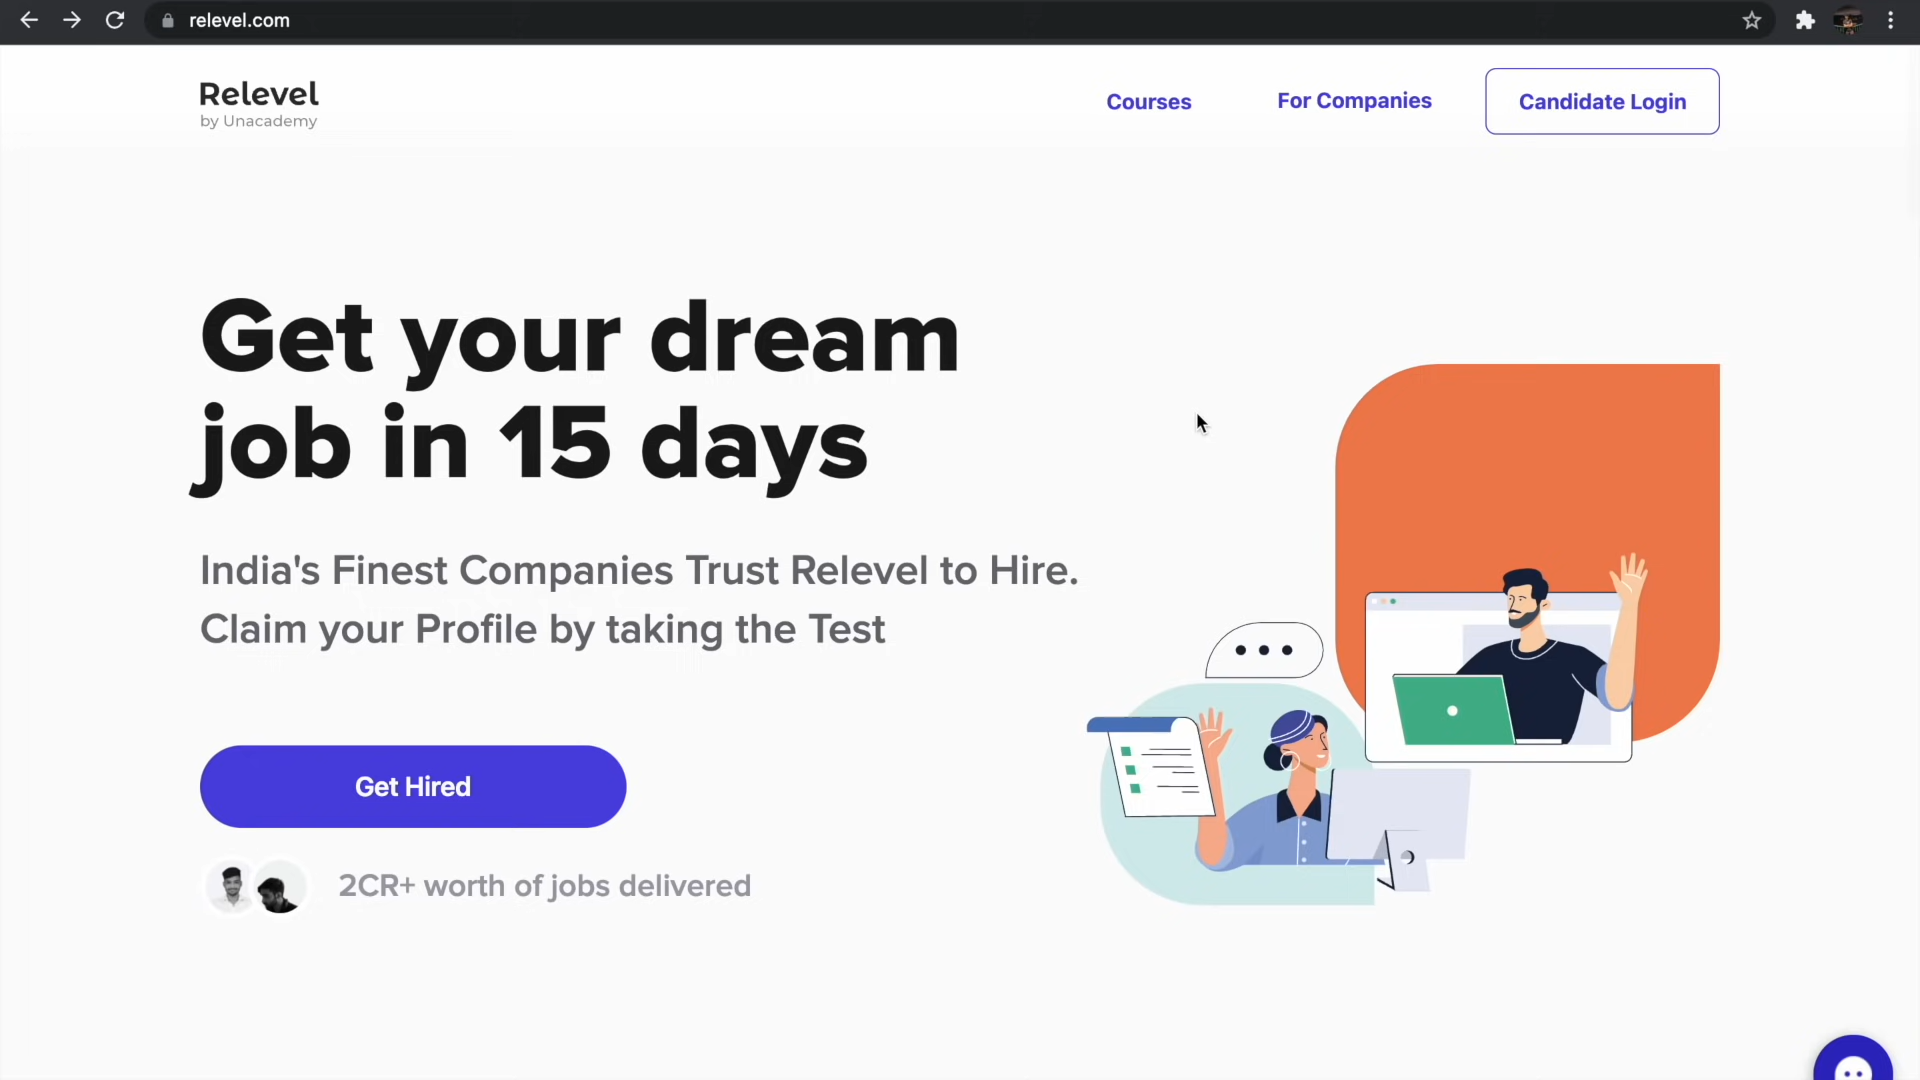 relevel.com
Relevel
by Unacademy
Courses
For Companies
Candidate Login
Get your dream
job in 15 days
India's Finest Companies Trust Relevel to Hire.
Claim your Profile by taking the Test
Get Hired
2CR+ worth of jobs delivered